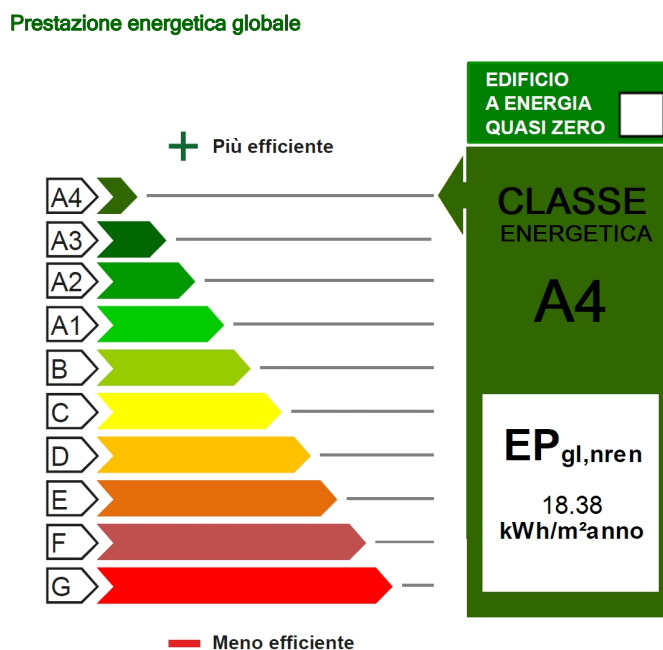 Prestazione energetica globale
EDIFICIO
A ENERGIA
QUASI ZERO
+ Più efficiente
A4
A3
A2
A1
B
C
D
E
F
G
CLASSE
ENERGETICA
A4
EPgl,nren
18.38
kWh/m²anno
— Meno efficiente